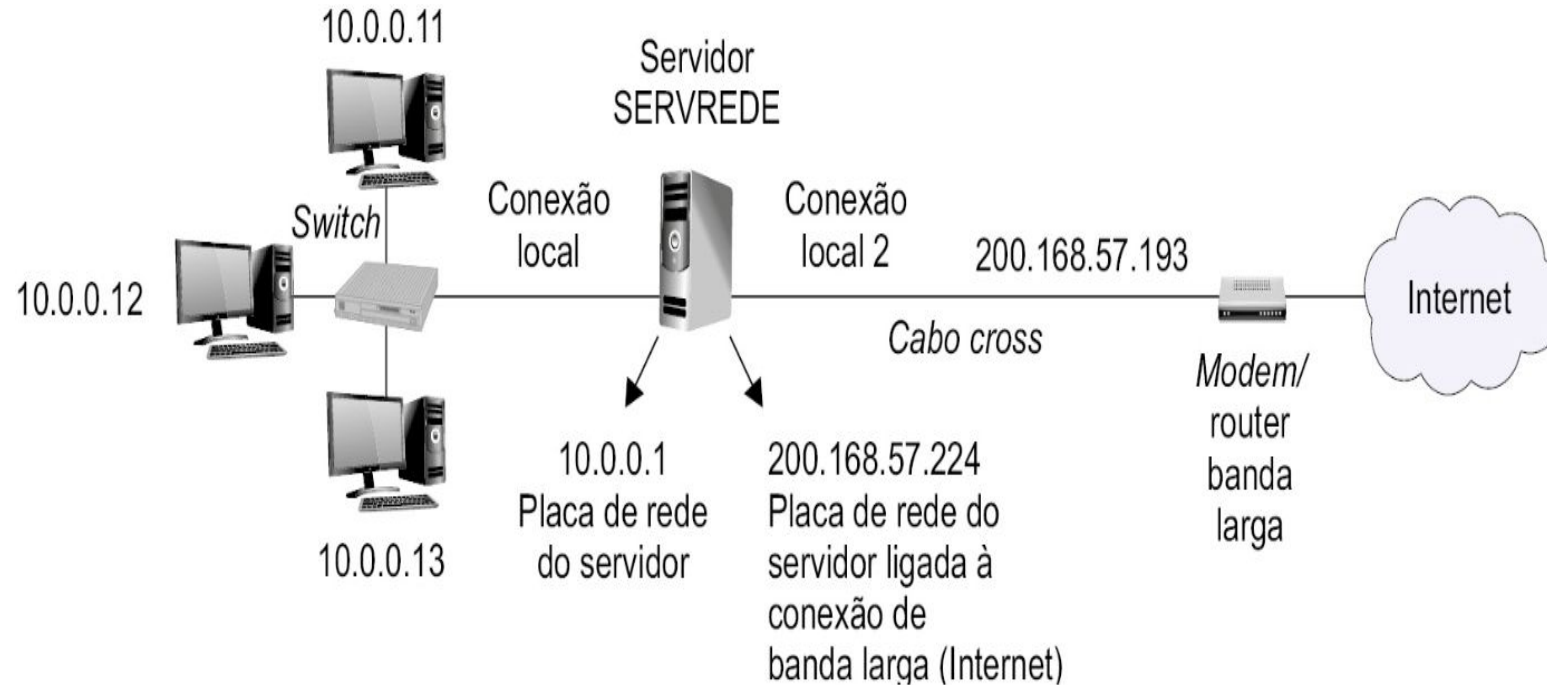 10.0.0.11
Servidor
SERVREDE
Switch
Conexão
local
Conexão
local 2
200.168.57.193
10.0.0.12
Internet
Cabo cross
Modem/
router
banda
larga
10.0.0.13
10.0.0.1
Placa de rede
do servidor
200.168.57.224
Placa de rede do
servidor ligada à
conexão de
banda larga (Internet)